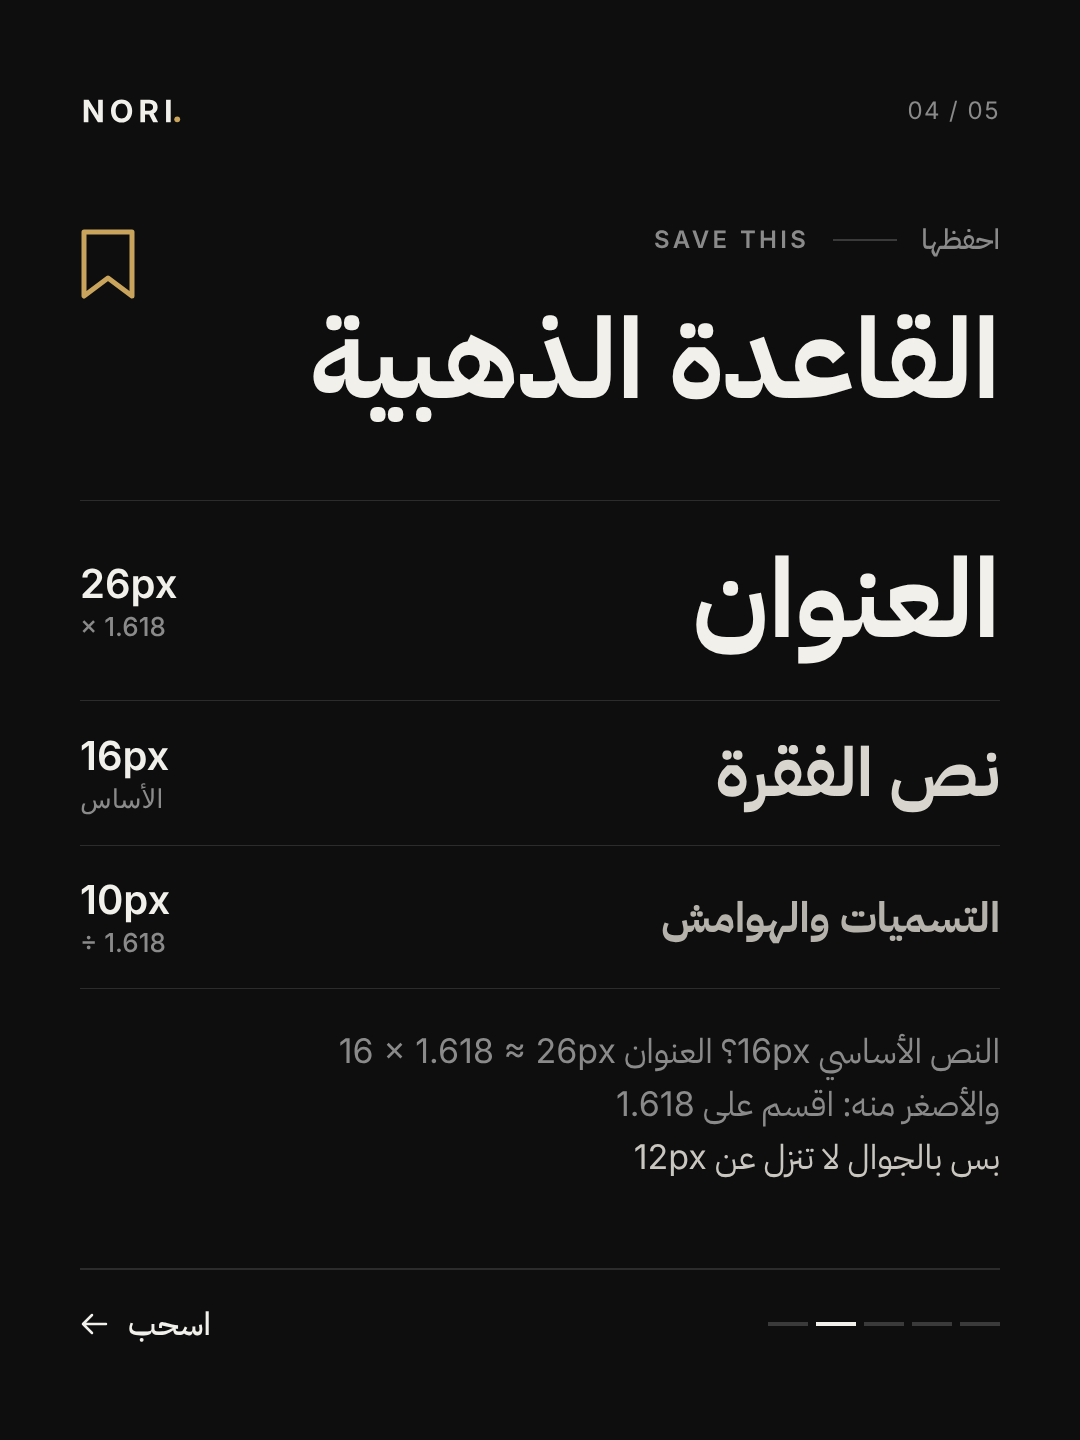 NORI.
04 / 05
احفظها — SAVE THIS
القاعدة الذهبية
العنوان
26px
× 1.618
نص الفقرة
16px
الأساس
التسميات والهوامش
10px
÷ 1.618
النص الأساسي 16px؟ العنوان 16 × 1.618 ≈ 26px
والأصغر منه: اقسم على 1.618
بس بالجوال لا تنزل عن 12px
اسحب ←